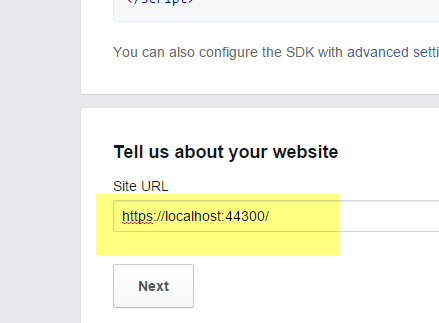 </script>
You can also configure the SDK with advanced setti
Tell us about your website
Site URL
https://localhost:44300/
Next